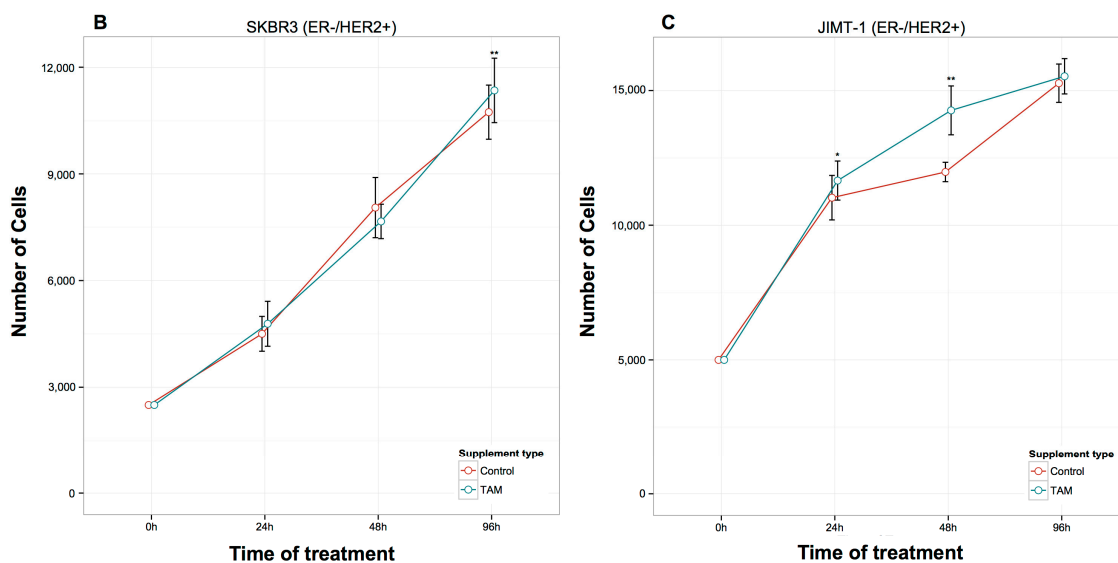 B
SKBR3 (ER-/HER2+)
**
12,000
9,000
6,000
3,000
0
Number of Cells
Supplement type
Control
TAM
0h
24h
48h
96h
Time of treatment
C
JIMT-1 (ER-/HER2+)
*
**
15,000
10,000
5,000
0
Number of Cells
Supplement type
Control
TAM
0h
24h
48h
96h
Time of treatment